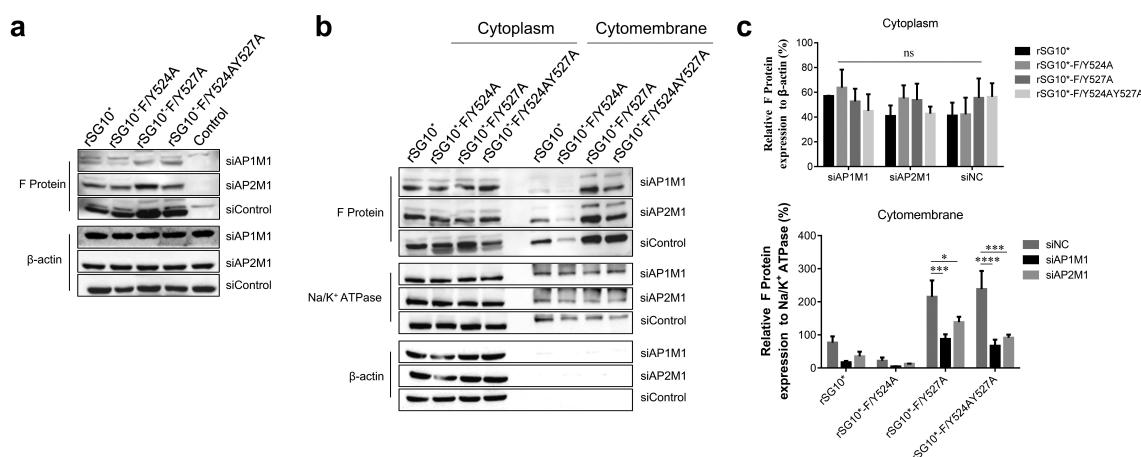 a
rSG10*
rSG10*-F/Y524A
rSG10*-F/Y527A
rSG10*-F/Y524AY527A
Control
F Protein
siAP1M1
siAP2M1
siControl
β-actin
siAP1M1
siAP2M1
siControl
b
Cytoplasm
Cytomembrane
rSG10*
rSG10*-F/Y524A
rSG10*-F/Y527A
rSG10*-F/Y524AY527A
rSG10*
rSG10*-F/Y524A
rSG10*-F/Y527A
rSG10*-F/Y524AY527A
F Protein
siAP1M1
siAP2M1
siControl
Na/K⁺ ATPase
siAP1M1
siAP2M1
siControl
β-actin
siAP1M1
siAP2M1
siControl
c
Cytoplasm
Relative F Protein
expression to β-actin (%)
100
80
60
40
20
0
ns
siAP1M1
siAP2M1
siNC
rSG10*
rSG10*-F/Y524A
rSG10*-F/Y527A
rSG10*-F/Y524AY527A
Cytomembrane
Relative F Protein
expression to Na/K⁺ ATPase (%)
400
300
200
100
0
*
***
***
****
rSG10*
rSG10*-F/Y524A
rSG10*-F/Y527A
rSG10*-F/Y524AY527A
siNC
siAP1M1
siAP2M1